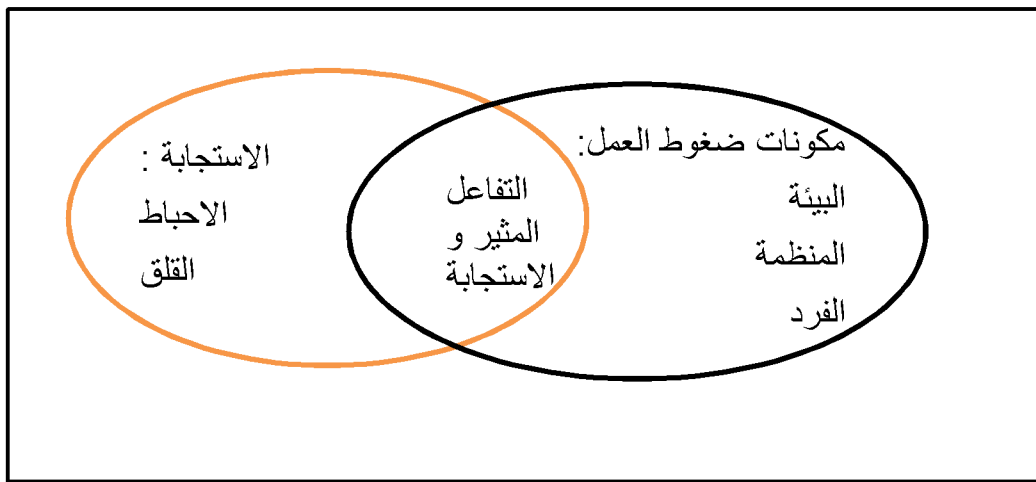 مكونات ضغوط العمل:
البيئة
المنظمة
الفرد
التفاعل
المثير و
الاستجابة
الاستجابة :
الاحباط
القلق